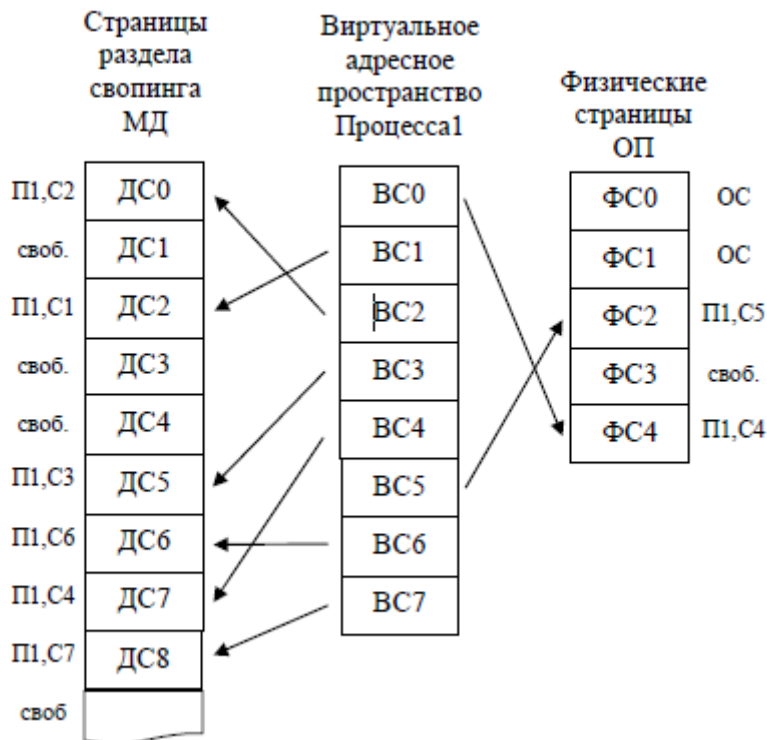 Страницы
раздела
свопинга
МД
Виртуальное
адресное
пространство
Процесса1
Физические
страницы
ОП
П1,С2 ДС0
своб. ДС1
П1,С1 ДС2
своб. ДС3
своб. ДС4
П1,С3 ДС5
П1,С6 ДС6
П1,С4 ДС7
П1,С7 ДС8
своб
ВС0
ВС1
ВС2
ВС3
ВС4
ВС5
ВС6
ВС7
ФС0 ОС
ФС1 ОС
ФС2 П1,С5
ФС3 своб.
ФС4 П1,С4